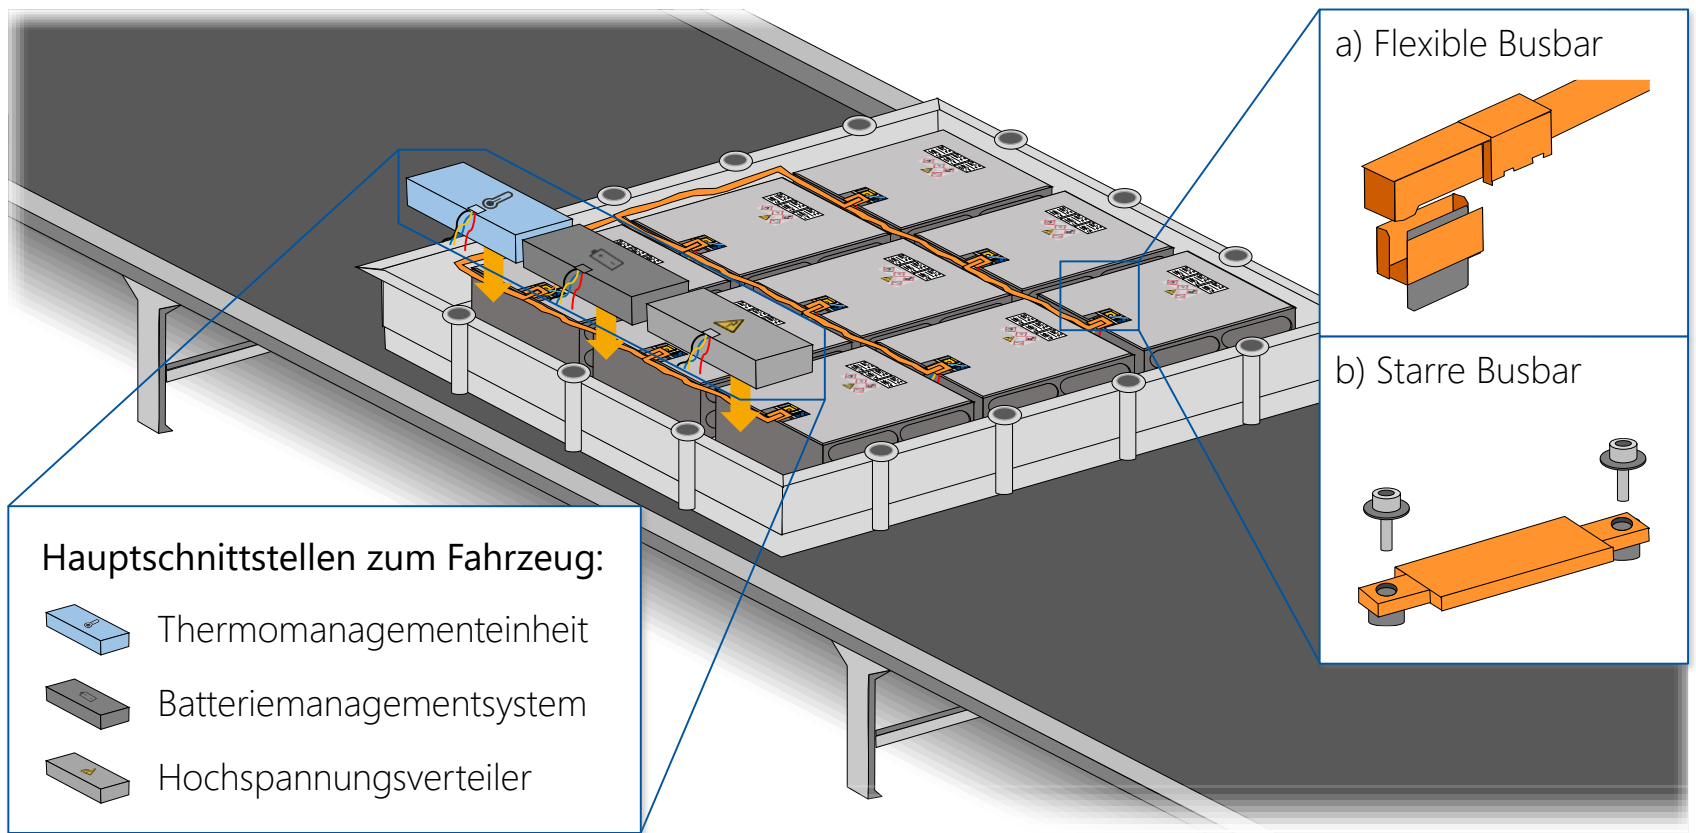 a) Flexible Busbar
b) Starre Busbar
Hauptschnittstellen zum Fahrzeug:
Thermomanagementeinheit
Batteriemanagementsystem
Hochspannungsverteiler